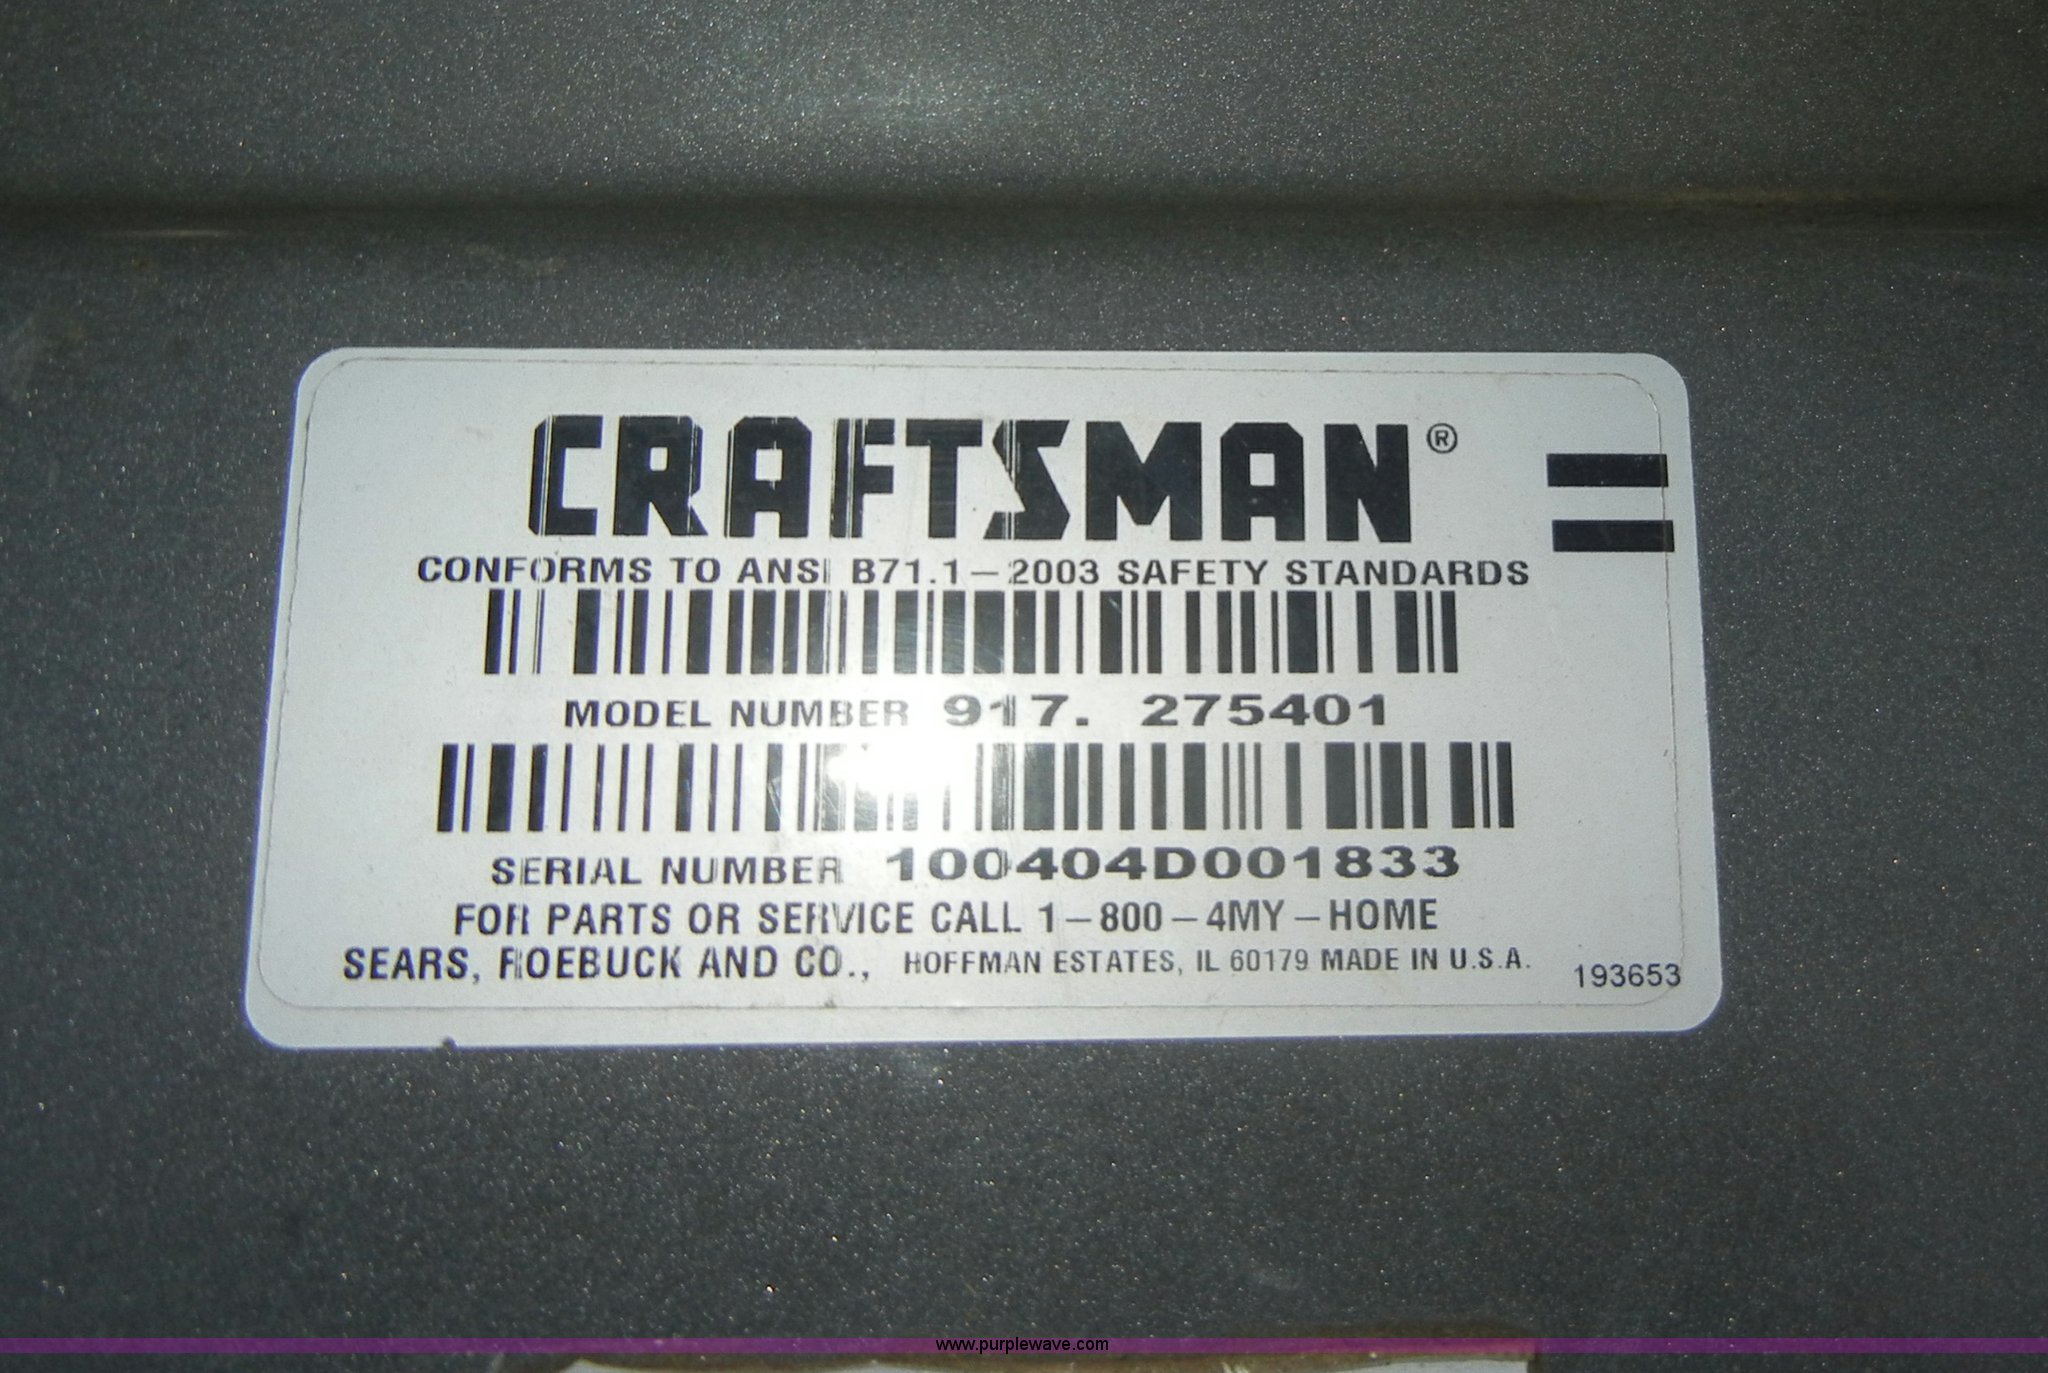 CRAFTSMAN®
CONFORMS TO ANSI B71.1–2003 SAFETY STANDARDS
MODEL NUMBER 917. 275401
SERIAL NUMBER 100404D001833
FOR PARTS OR SERVICE CALL 1–800–4MY–HOME
SEARS, ROEBUCK AND CO., HOFFMAN ESTATES, IL 60179 MADE IN U.S.A.
193653
www.purplewave.com